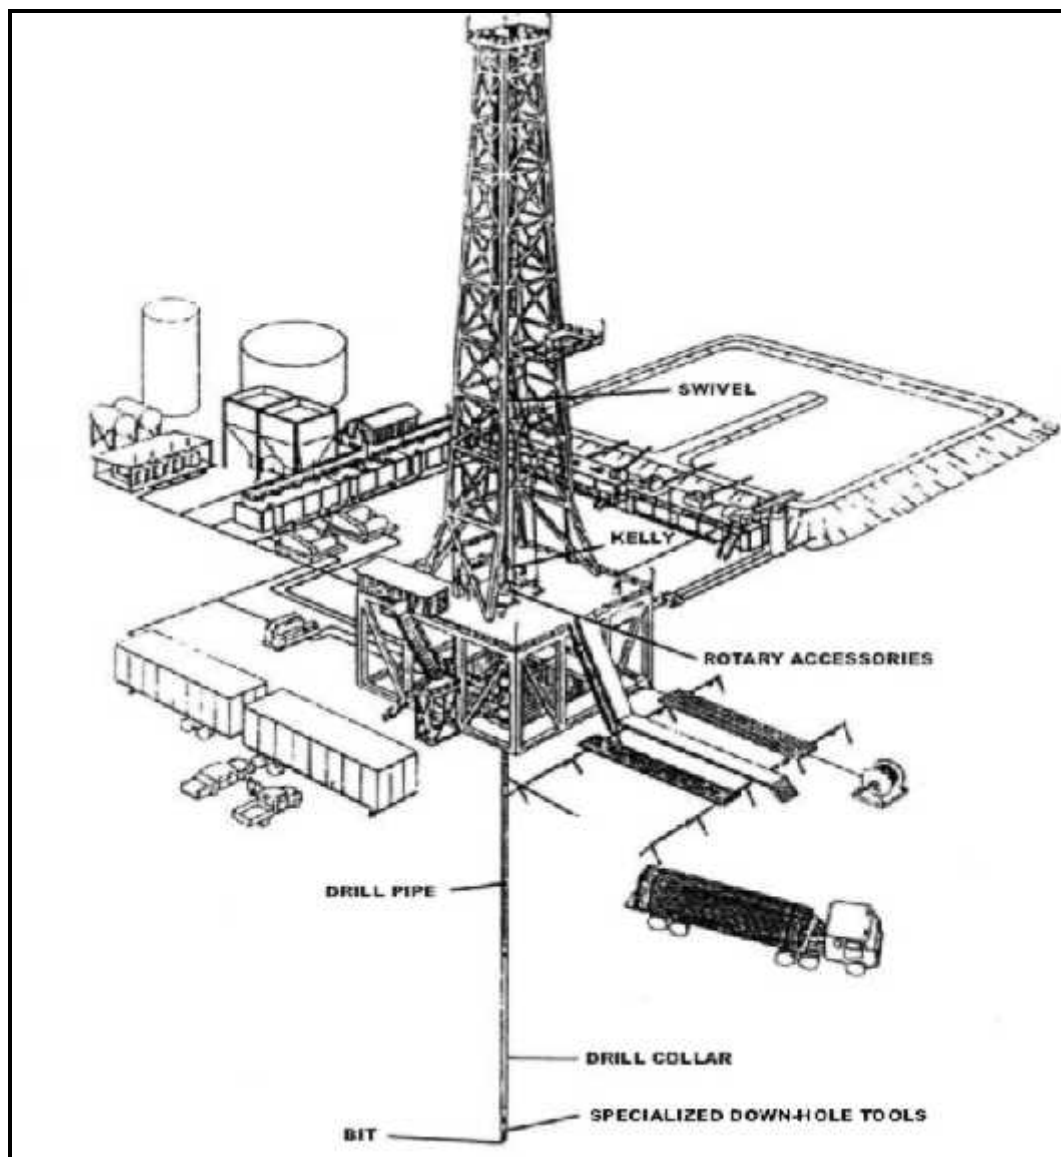 SWIVEL
KELLY
ROTARY ACCESSORIES
DRILL PIPE
DRILL COLLAR
SPECIALIZED DOWN-HOLE TOOLS
BIT